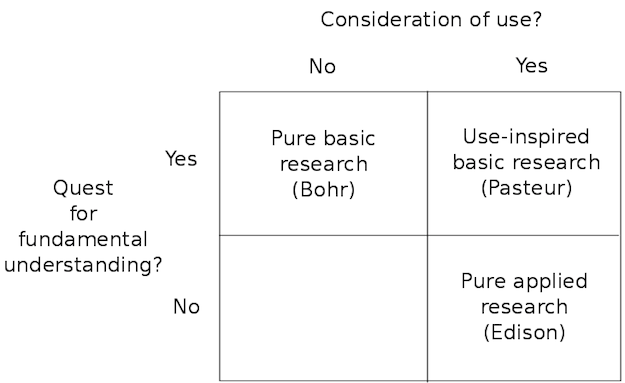 Consideration of use?
No
Yes
Quest
for
fundamental
understanding?
Yes
Pure basic
research
(Bohr)
Use-inspired
basic research
(Pasteur)
No
Pure applied
research
(Edison)